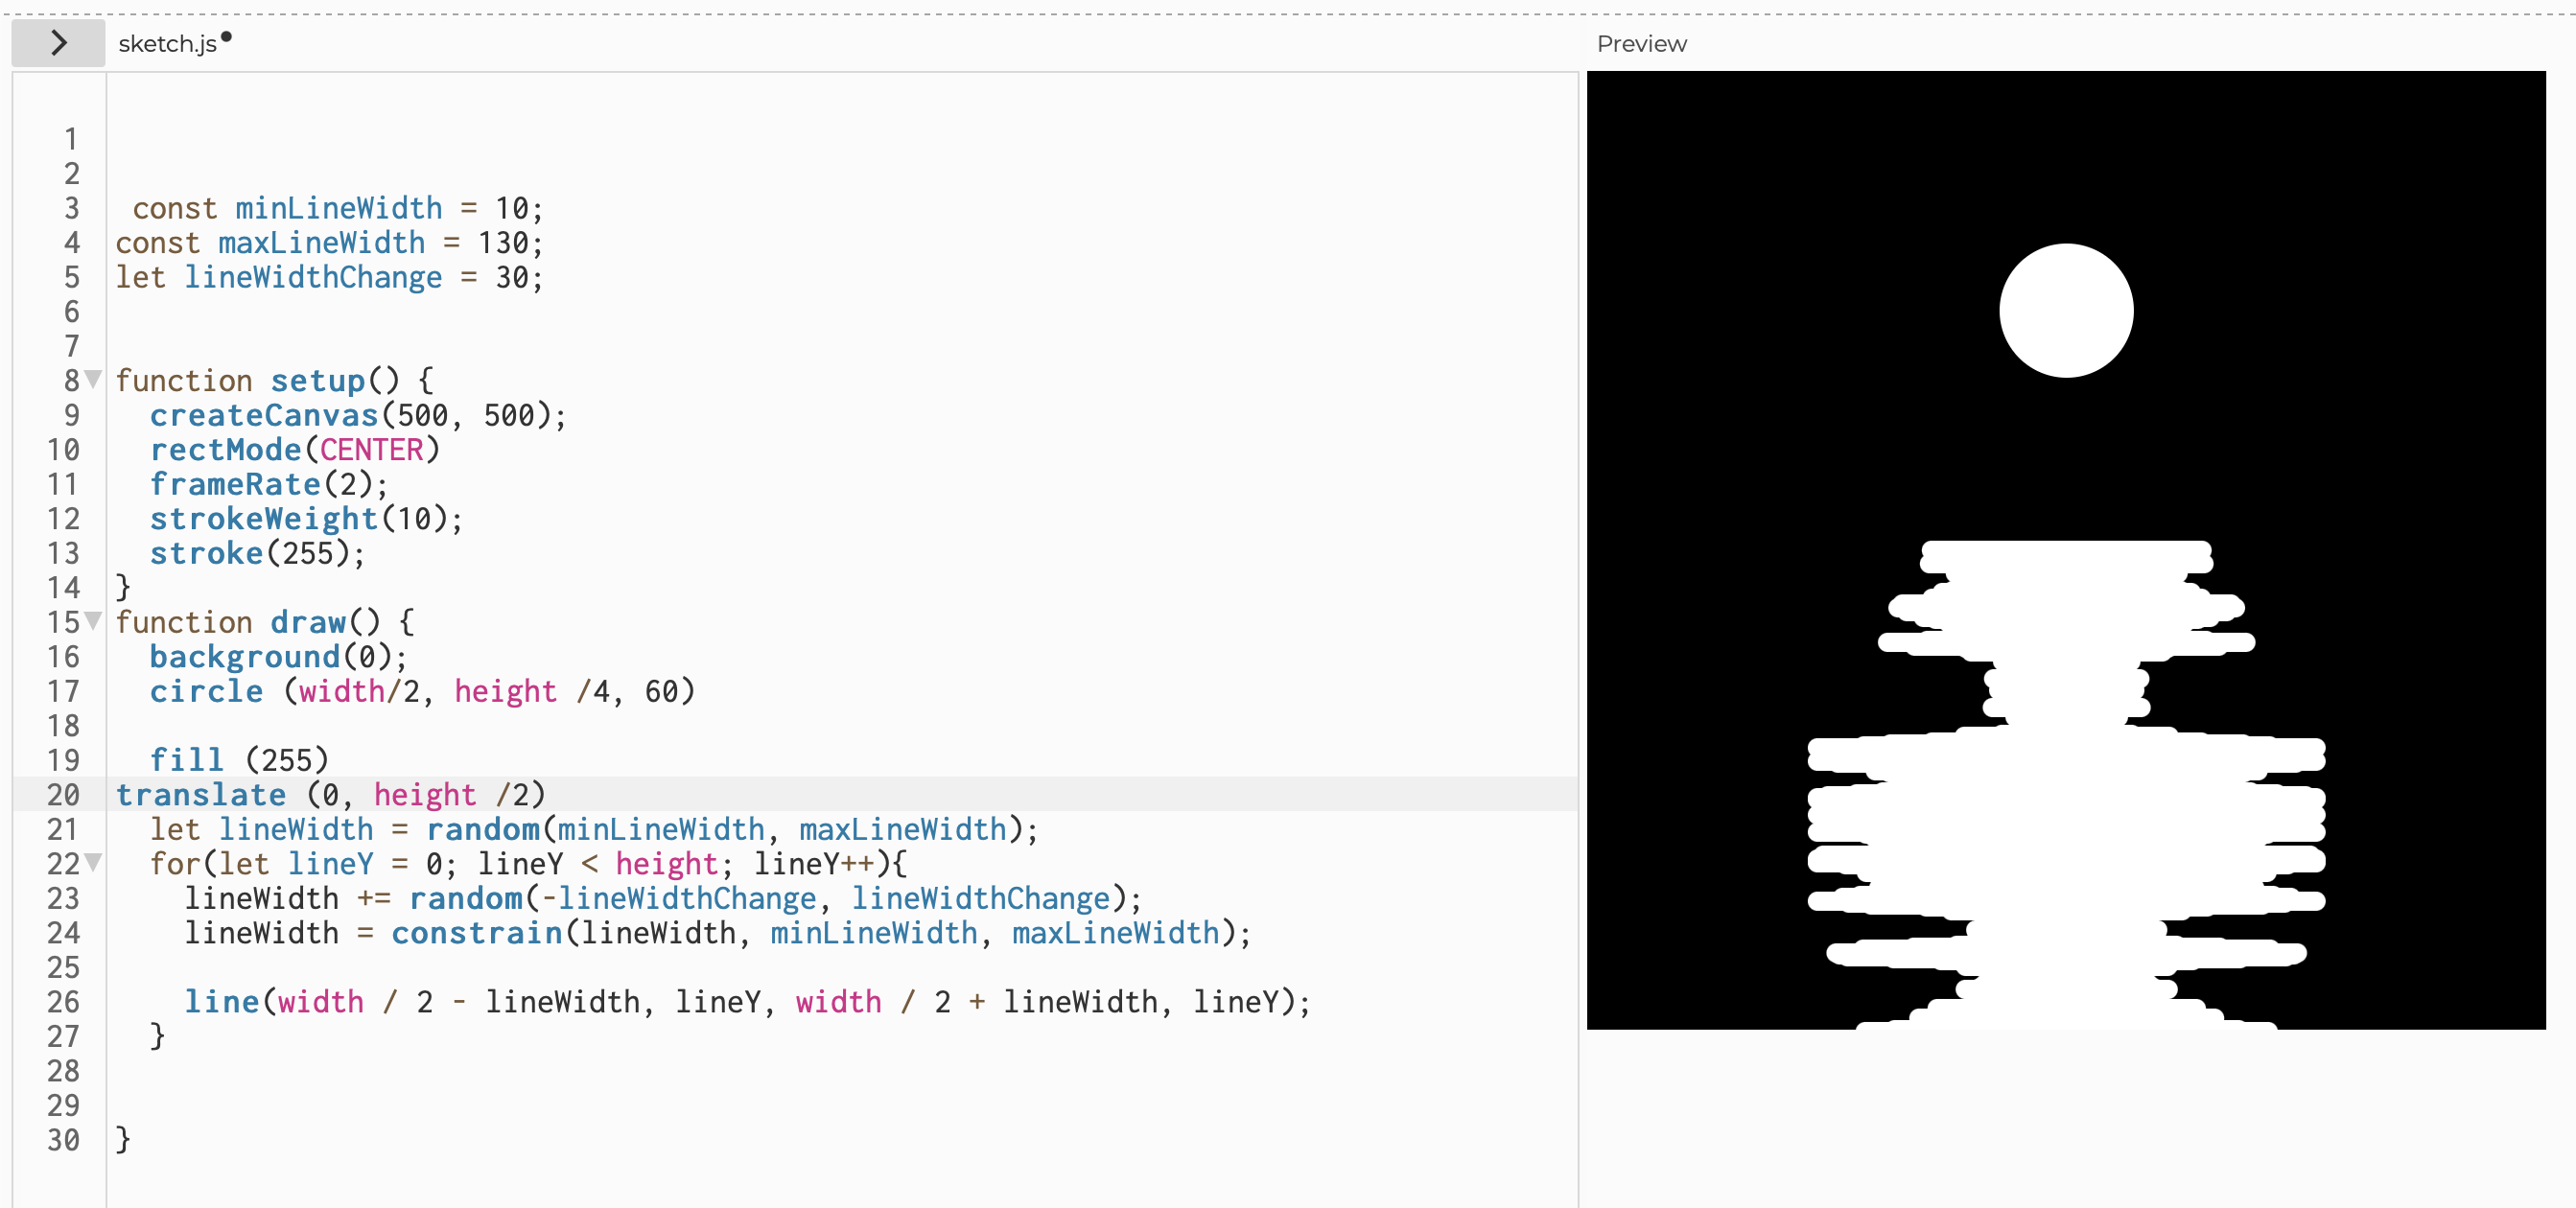 sketch.js●
Preview
1
2
3 const minLineWidth = 10;
4 const maxLineWidth = 130;
5 let lineWidthChange = 30;
6
7
8 function setup() {
9 createCanvas(500, 500);
10 rectMode(CENTER)
11 frameRate(2);
12 strokeWeight(10);
13 stroke(255);
14 }
15 function draw() {
16 background(0);
17 circle (width/2, height /4, 60)
18
19 fill (255)
20 translate (0, height /2)
21 let lineWidth = random(minLineWidth, maxLineWidth);
22 for(let lineY = 0; lineY < height; lineY++){
23 lineWidth += random(-lineWidthChange, lineWidthChange);
24 lineWidth = constrain(lineWidth, minLineWidth, maxLineWidth);
25
26 line(width / 2 - lineWidth, lineY, width / 2 + lineWidth, lineY);
27 }
28
29
30 }